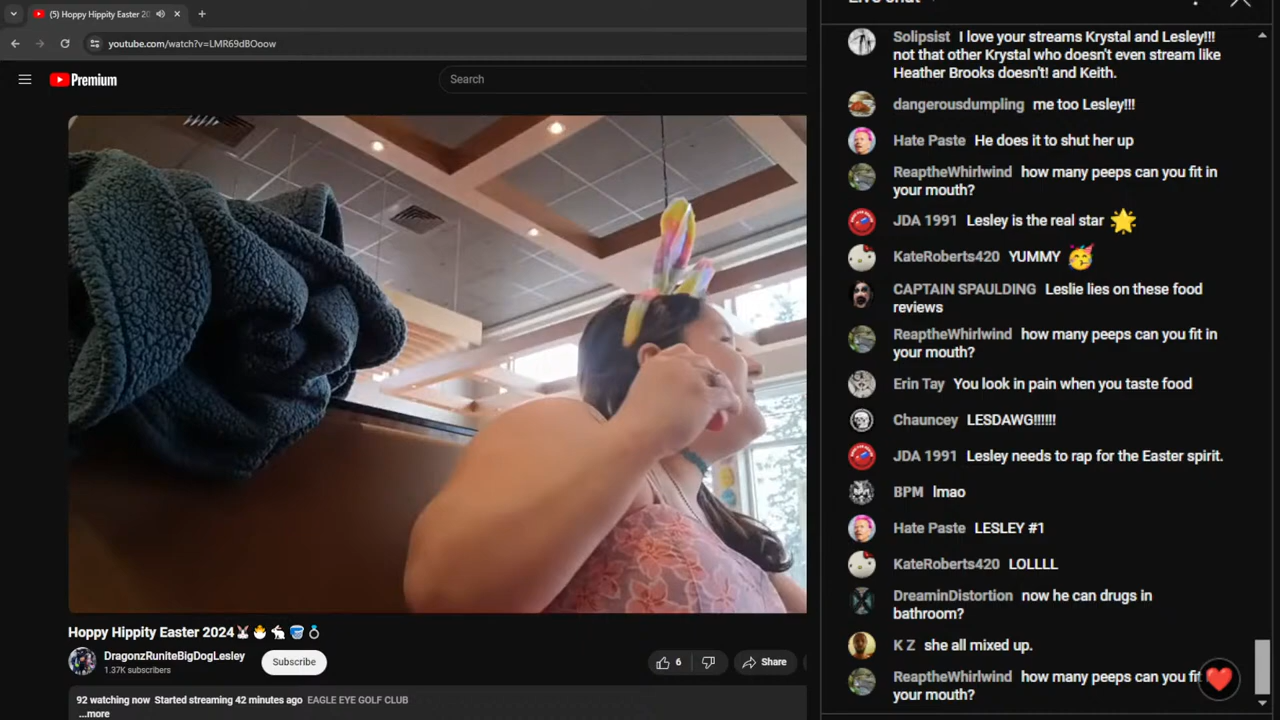 (5) Hoppy Hippity Easter 20
youtube.com/watch?v=LMR69dBOoow
Premium
Search
Hoppy Hippity Easter 2024🐰🐣🐇🪣💍
DragonzRuniteBigDogLesley
1.37K subscribers
Subscribe
6
Share
92 watching now Started streaming 42 minutes ago EAGLE EYE GOLF CLUB
...more
Solipsist I love your streams Krystal and Lesley!!!
not that other Krystal who doesn't even stream like
Heather Brooks doesn't! and Keith.
dangerousdumpling me too Lesley!!!
Hate Paste He does it to shut her up
ReaptheWhirlwind how many peeps can you fit in
your mouth?
JDA 1991 Lesley is the real star 🌟
KateRoberts420 YUMMY 🥳
CAPTAIN SPAULDING Leslie lies on these food
reviews
ReaptheWhirlwind how many peeps can you fit in
your mouth?
Erin Tay You look in pain when you taste food
Chauncey LESDAWG!!!!!!
JDA 1991 Lesley needs to rap for the Easter spirit.
BPM lmao
Hate Paste LESLEY #1
KateRoberts420 LOLLLL
DreaminDistortion now he can drugs in
bathroom?
K Z she all mixed up.
ReaptheWhirlwind how many peeps can you fit
your mouth?